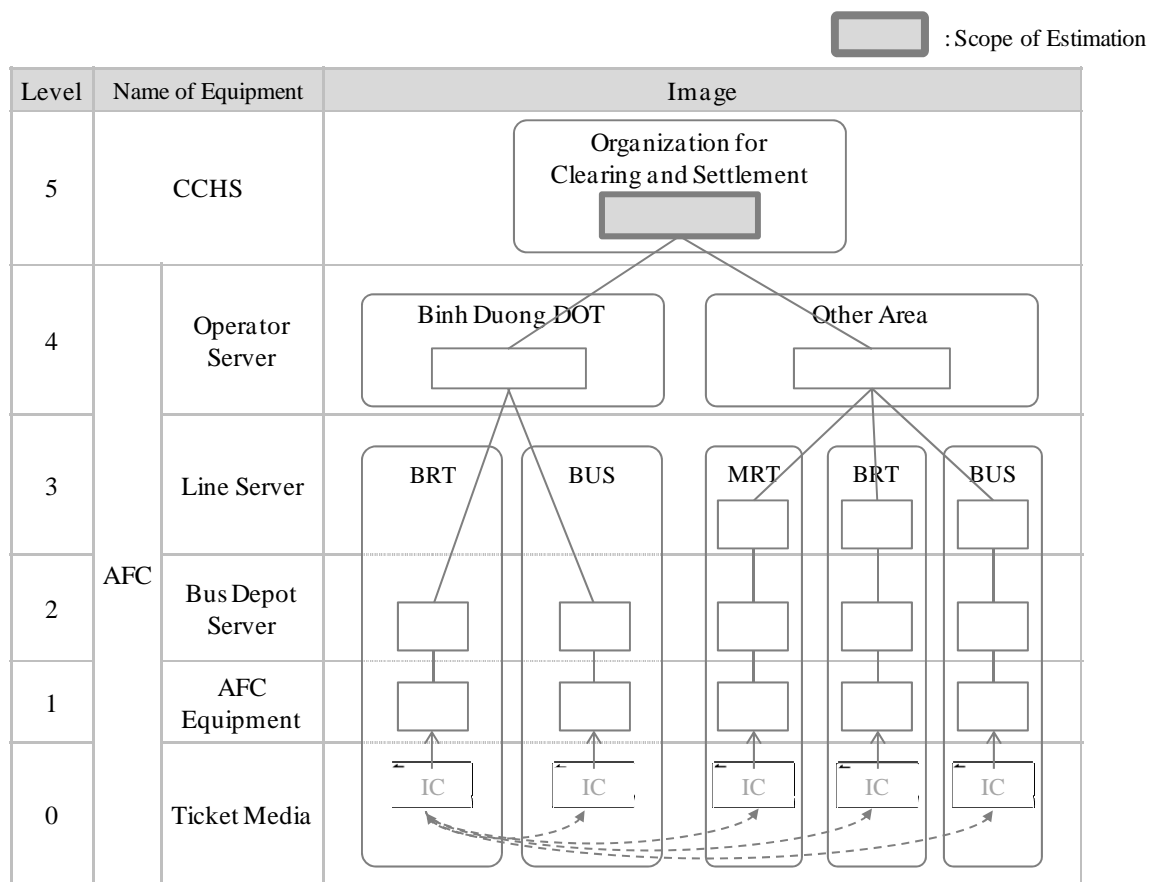 : Scope of Estimation
Level
Name of Equipment
Image
5
CCHS
Organization for
Clearing and Settlement
4
Operator
Server
Binh Duong DOT
Other Area
3
Line Server
BRT
BUS
MRT
BRT
BUS
AFC
2
Bus Depot
Server
1
AFC
Equipment
0
Ticket Media
IC
IC
IC
IC
IC